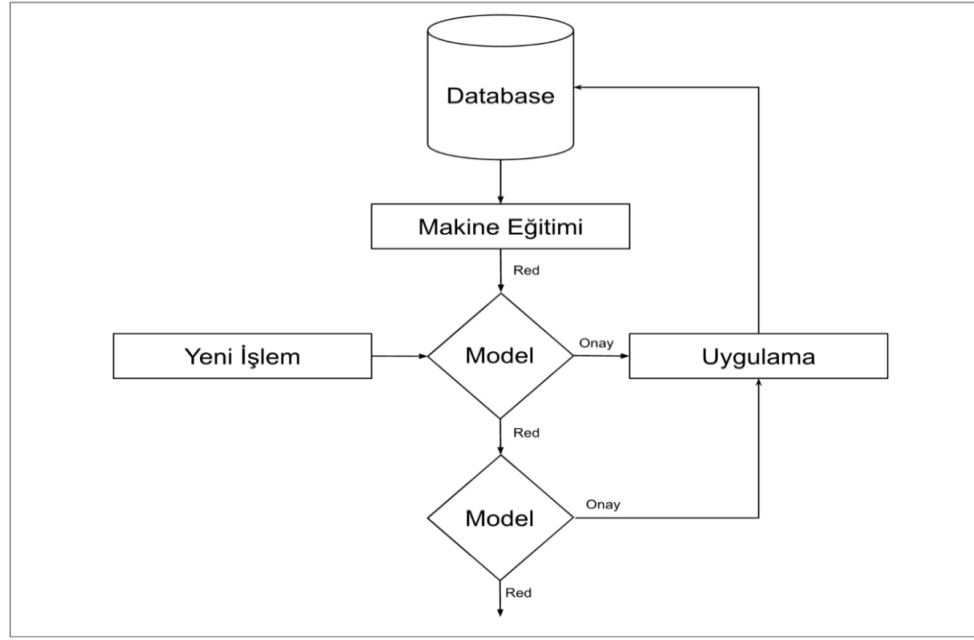 Database
Makine Eğitimi
Red
Yeni İşlem
Model
Onay
Uygulama
Red
Model
Onay
Red